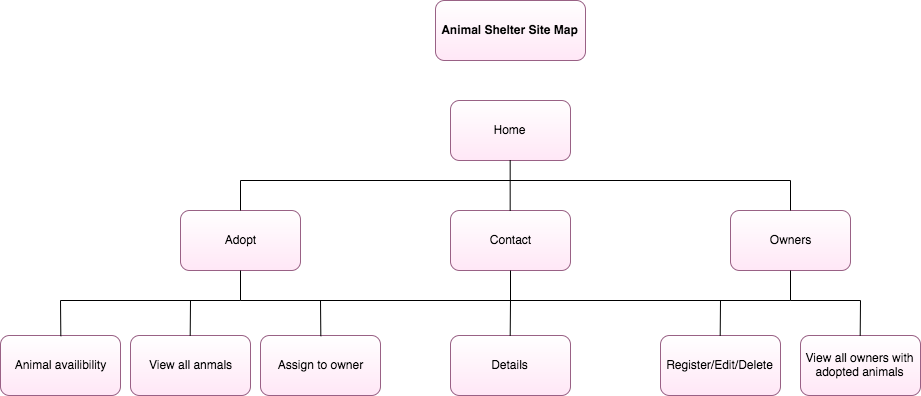 Animal Shelter Site Map
Home
Adopt
Contact
Owners
Animal availibility
View all anmals
Assign to owner
Details
Register/Edit/Delete
View all owners with
adopted animals